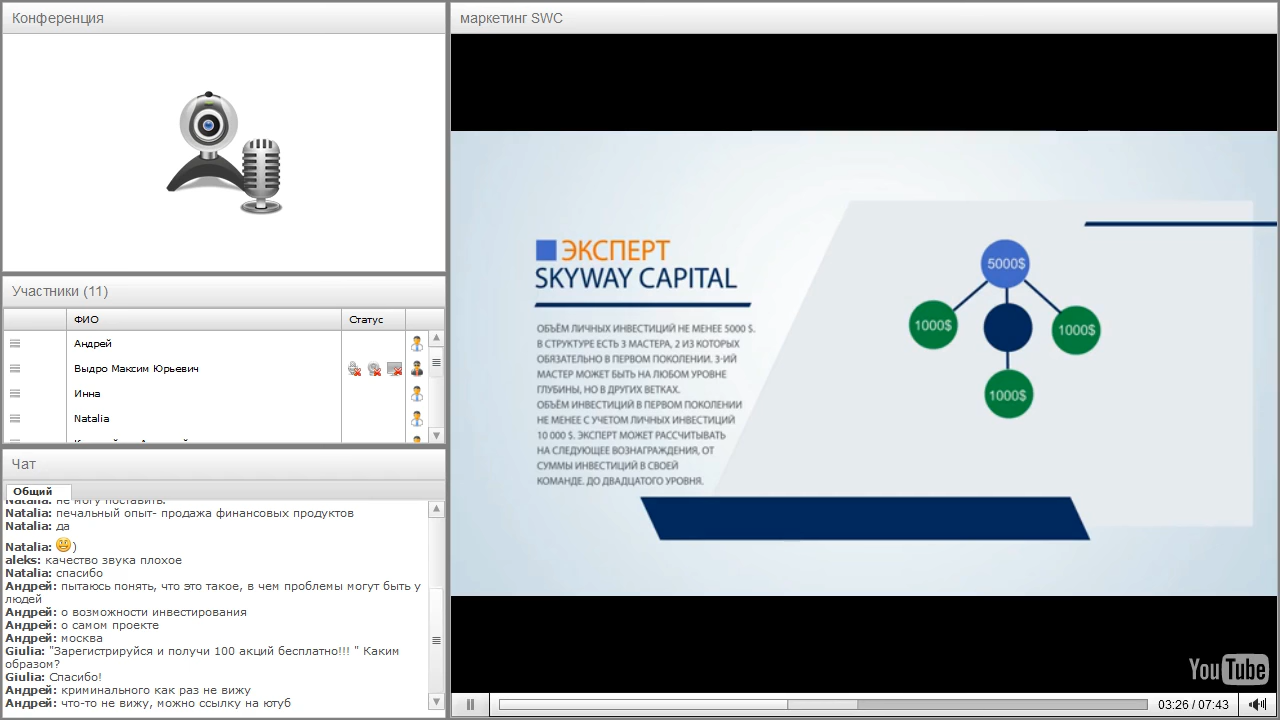 Конференция
Участники (11)
ФИО Статус
Андрей
Выдро Максим Юрьевич
Инна
Natalia
Чат
Общий
Natalia: не могу поставить.
Natalia: печальный опыт- продажа финансовых продуктов
Natalia: да
Natalia: )
aleks: качество звука плохое
Natalia: спасибо
Андрей: пытаюсь понять, что это такое, в чем проблемы могут быть у
людей
Андрей: о возможности инвестирования
Андрей: о самом проекте
Андрей: москва
Giulia: "Зарегистрируйся и получи 100 акций бесплатно!!! " Каким
образом?
Giulia: Спасибо!
Андрей: криминального как раз не вижу
Андрей: что-то не вижу, можно ссылку на ютуб
маркетинг SWC
ЭКСПЕРТ
SKYWAY CAPITAL
ОБЪЁМ ЛИЧНЫХ ИНВЕСТИЦИЙ НЕ МЕНЕЕ 5000 $.
В СТРУКТУРЕ ЕСТЬ 3 МАСТЕРА, 2 ИЗ КОТОРЫХ
ОБЯЗАТЕЛЬНО В ПЕРВОМ ПОКОЛЕНИИ. 3-ИЙ
МАСТЕР МОЖЕТ БЫТЬ НА ЛЮБОМ УРОВНЕ
ГЛУБИНЫ, НО В ДРУГИХ ВЕТКАХ.
ОБЪЁМ ИНВЕСТИЦИЙ В ПЕРВОМ ПОКОЛЕНИИ
НЕ МЕНЕЕ С УЧЕТОМ ЛИЧНЫХ ИНВЕСТИЦИЙ
10 000 $. ЭКСПЕРТ МОЖЕТ РАССЧИТЫВАТЬ
НА СЛЕДУЮЩЕЕ ВОЗНАГРАЖДЕНИЯ, ОТ
СУММЫ ИНВЕСТИЦИЙ В СВОЕЙ
КОМАНДЕ. ДО ДВАДЦАТОГО УРОВНЯ.
5000$
1000$
1000$
1000$
YouTube
03:26 / 07:43